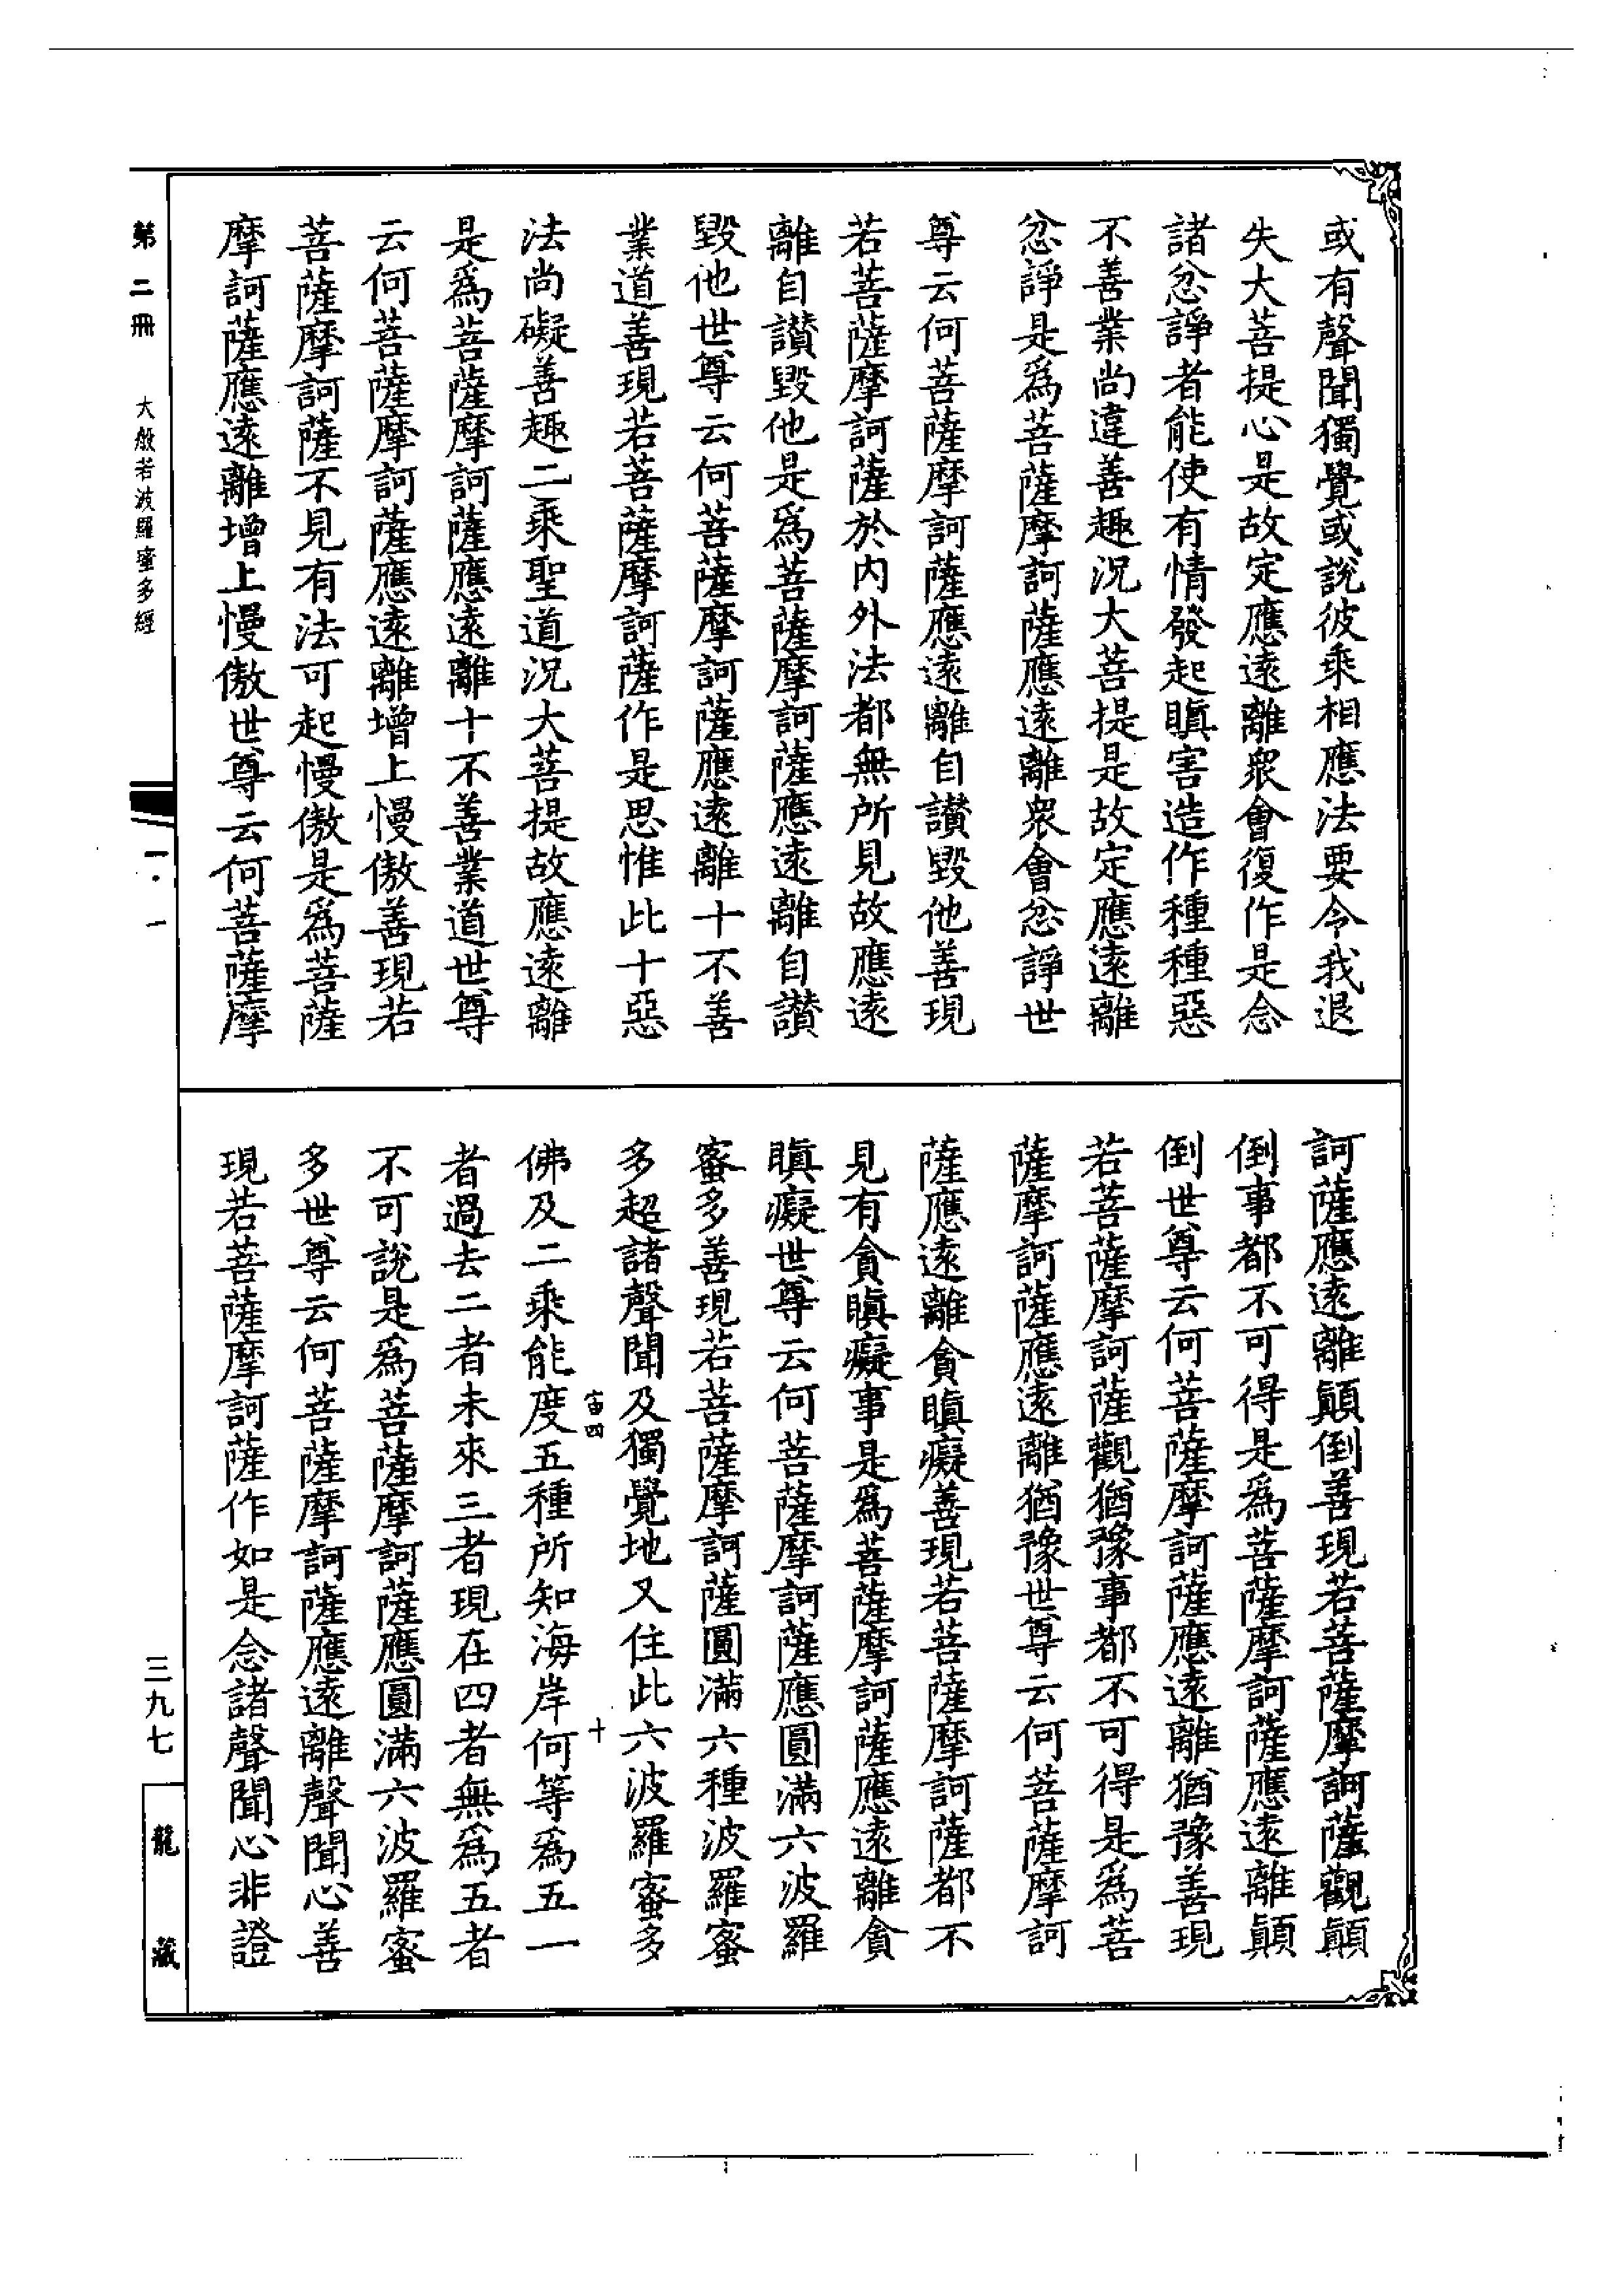 或有聲聞獨覺或說彼乘相應法要令我退
失大菩提心是故定應遠離衆會復作是念
諸忿諍者能使有情發起瞋害造作種種惡
不善業尚違善趣況大菩提是故定應遠離
忿諍是爲菩薩摩訶薩應遠離衆會忿諍世
尊云何菩薩摩訶薩應遠離自讚毀他善現
若菩薩摩訶薩於內外法都無所見故應遠
離自讚毀他是爲菩薩摩訶薩應遠離自讚
毀他世尊云何菩薩摩訶薩應遠離十不善
業道善現若菩薩摩訶薩作是思惟此十惡
法尚礙善趣二乘聖道況大菩提故應遠離
是爲菩薩摩訶薩應遠離十不善業道世尊
云何菩薩摩訶薩應遠離增上慢傲善現若
菩薩摩訶薩不見有法可起慢傲是爲菩薩
摩訶薩應遠離增上慢傲世尊云何菩薩摩
訶薩應遠離顚倒善現若菩薩摩訶薩觀顚
倒事都不可得是爲菩薩摩訶薩應遠離顚
倒世尊云何菩薩摩訶薩應遠離猶豫善現
若菩薩摩訶薩觀猶豫事都不可得是爲菩
薩摩訶薩應遠離猶豫世尊云何菩薩摩訶
薩應遠離貪瞋癡善現若菩薩摩訶薩都不
見有貪瞋癡事是爲菩薩摩訶薩應遠離貪
瞋癡世尊云何菩薩摩訶薩應圓滿六波羅
蜜多善現若菩薩摩訶薩圓滿六種波羅蜜
多超諸聲聞及獨覺地又住此六波羅蜜多
宙四 十
佛及二乘能度五種所知海岸何等爲五一
者過去二者未來三者現在四者無爲五者
不可說是爲菩薩摩訶薩應圓滿六波羅蜜
多世尊云何菩薩摩訶薩應遠離聲聞心善
現若菩薩摩訶薩作如是念諸聲聞心非證
第二冊 大般若波羅蜜多經 一・一
三九七
龍藏